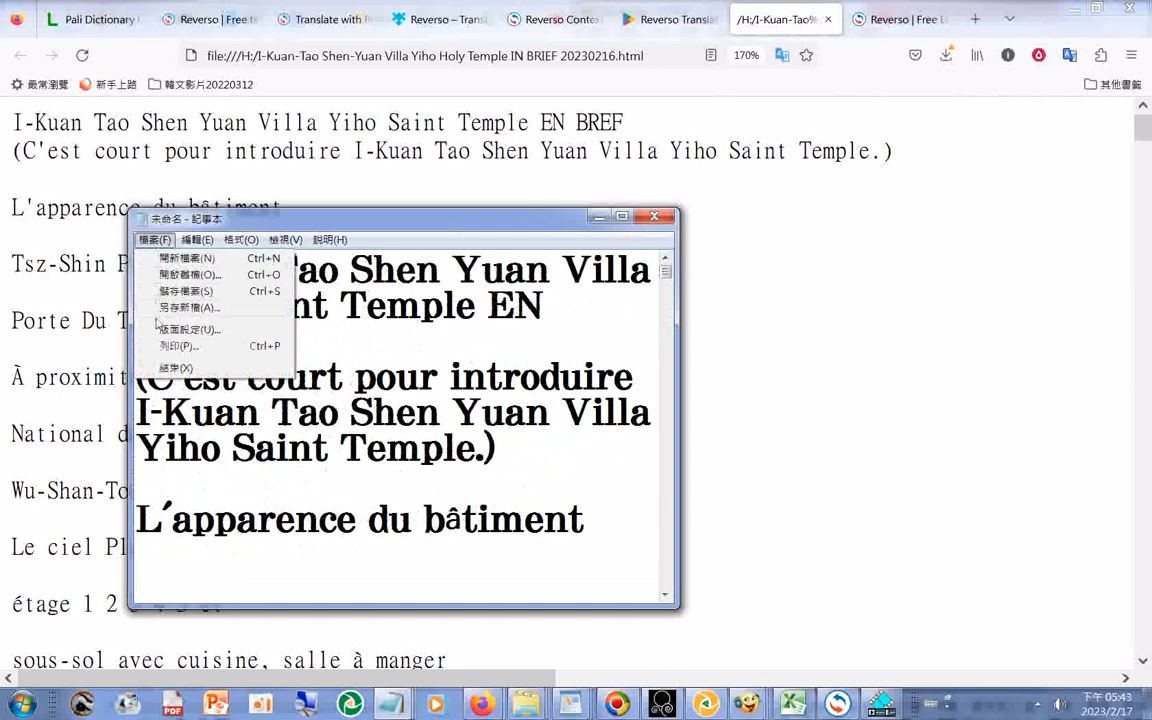 Pali Dictionary
Reverso | Free te
Translate with R
Reverso – Transl
Reverso Contex
Reverso Translat
/H:/I-Kuan-Tao%
Reverso | Free D
file:///H:/I-Kuan-Tao Shen-Yuan Villa Yiho Holy Temple IN BRIEF 20230216.html
170%
最常瀏覽
新手上路
韓文影片20220312
其他書籤
I-Kuan Tao Shen Yuan Villa Yiho Saint Temple EN BREF
(C'est court pour introduire I-Kuan Tao Shen Yuan Villa Yiho Saint Temple.)
L'apparence du bâtiment
Tsz-Shin P
Porte Du T
À proximit
National d
Wu-Shan-To
Le ciel Pl
étage 1 2
sous-sol avec cuisine, salle à manger
未命名 - 記事本
檔案(F) 編輯(E) 格式(O) 檢視(V) 說明(H)
開新檔案(N) Ctrl+N
開啟舊檔(O)... Ctrl+O
儲存檔案(S) Ctrl+S
另存新檔(A)...
版面設定(U)...
列印(P)... Ctrl+P
結束(X)
ao Shen Yuan Villa
nt Temple EN
(C'est court pour introduire
I-Kuan Tao Shen Yuan Villa
Yiho Saint Temple.)
L'apparence du bâtiment
PDF
下午 05:43
2023/2/17